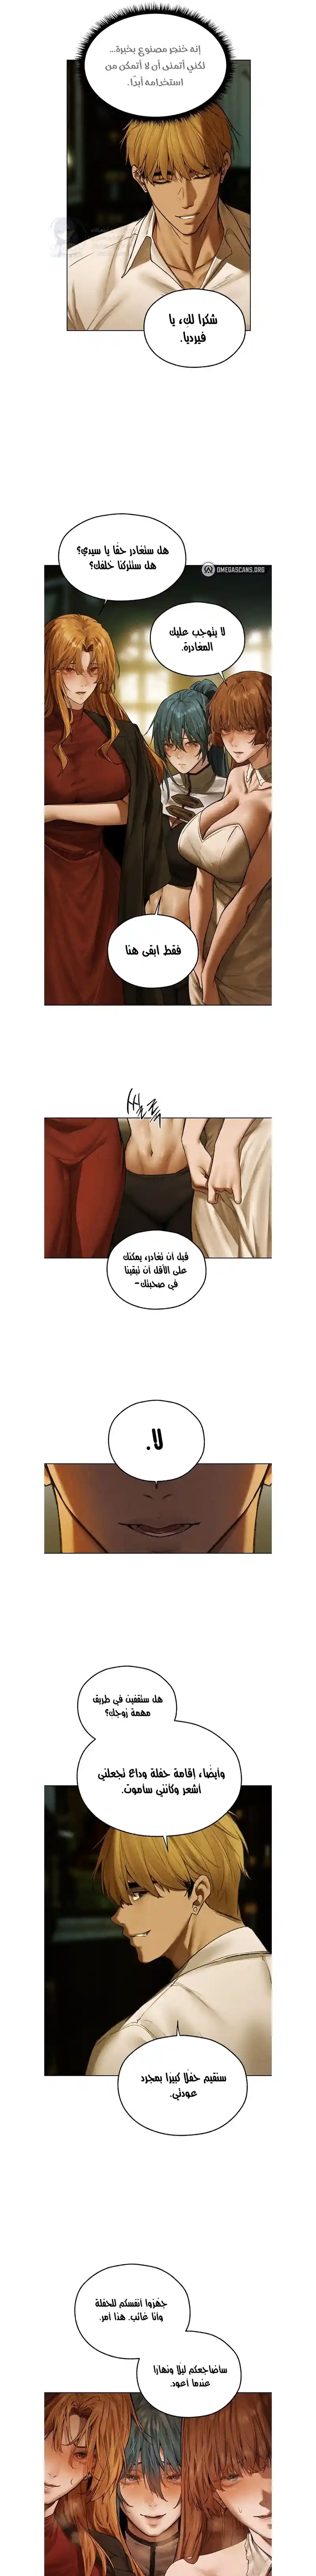 إنه خنجر مصنوع بخبرة...
لكني أتمنى أن لا أتمكن من
استخدامه أبدًا.
شكرا لك، يا
فيرديا.
هل ستغادر حقًا يا سيدي؟
هل ستتركنا خلفك؟
OMEGASCANS.ORG
لا يتوجب عليك
المغادرة.
فقط ابقى هنا
قبل أن تغادر، يمكنك
على الأقل أن تبقينا
في صحبتك-
لا.
هل ستقفين في طريق
مهمة زوجك؟
وأيضًا، إقامة حفلة وداع تجعلني
أشعر وكأنني سأموت.
سنقيم حفلًا كبيرًا بمجرد
عودتي.
جهزوا أنفسكم للحفلة
وأنا غائب. هذا أمر.
سأضاجعكم ليلًا ونهارًا
عندما أعود.